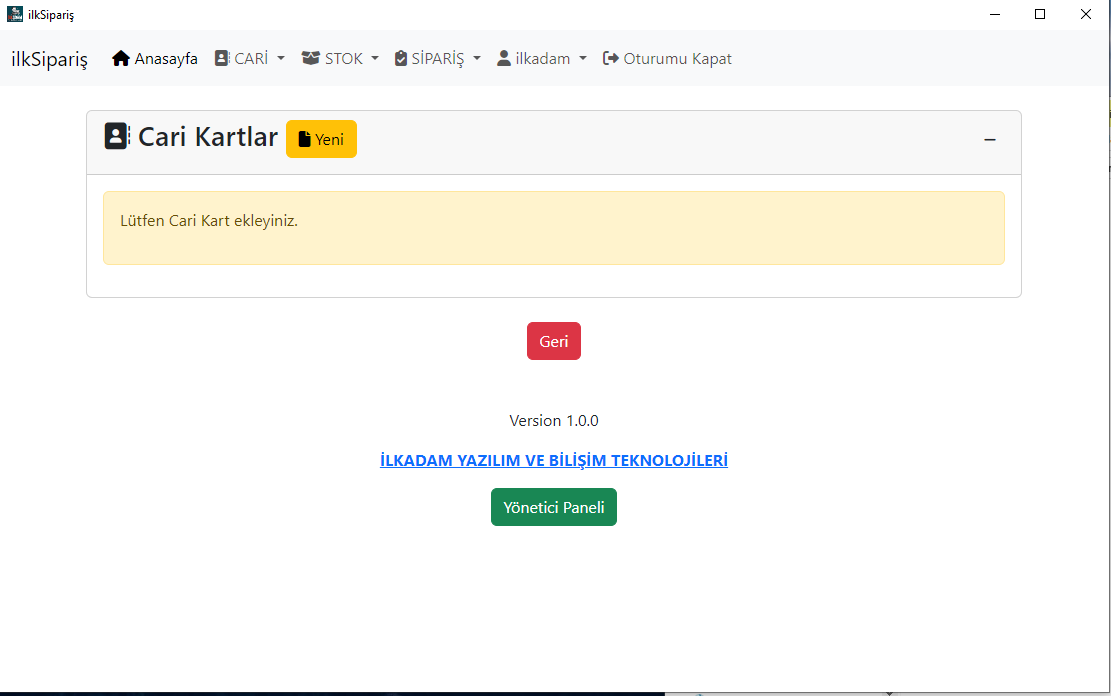 ilkSipariş
ilkSipariş Anasayfa CARİ STOK SİPARİŞ ilkadam Oturumu Kapat
Cari Kartlar Yeni
Lütfen Cari Kart ekleyiniz.
Geri
Version 1.0.0
İLKADAM YAZILIM VE BİLİŞİM TEKNOLOJİLERİ
Yönetici Paneli